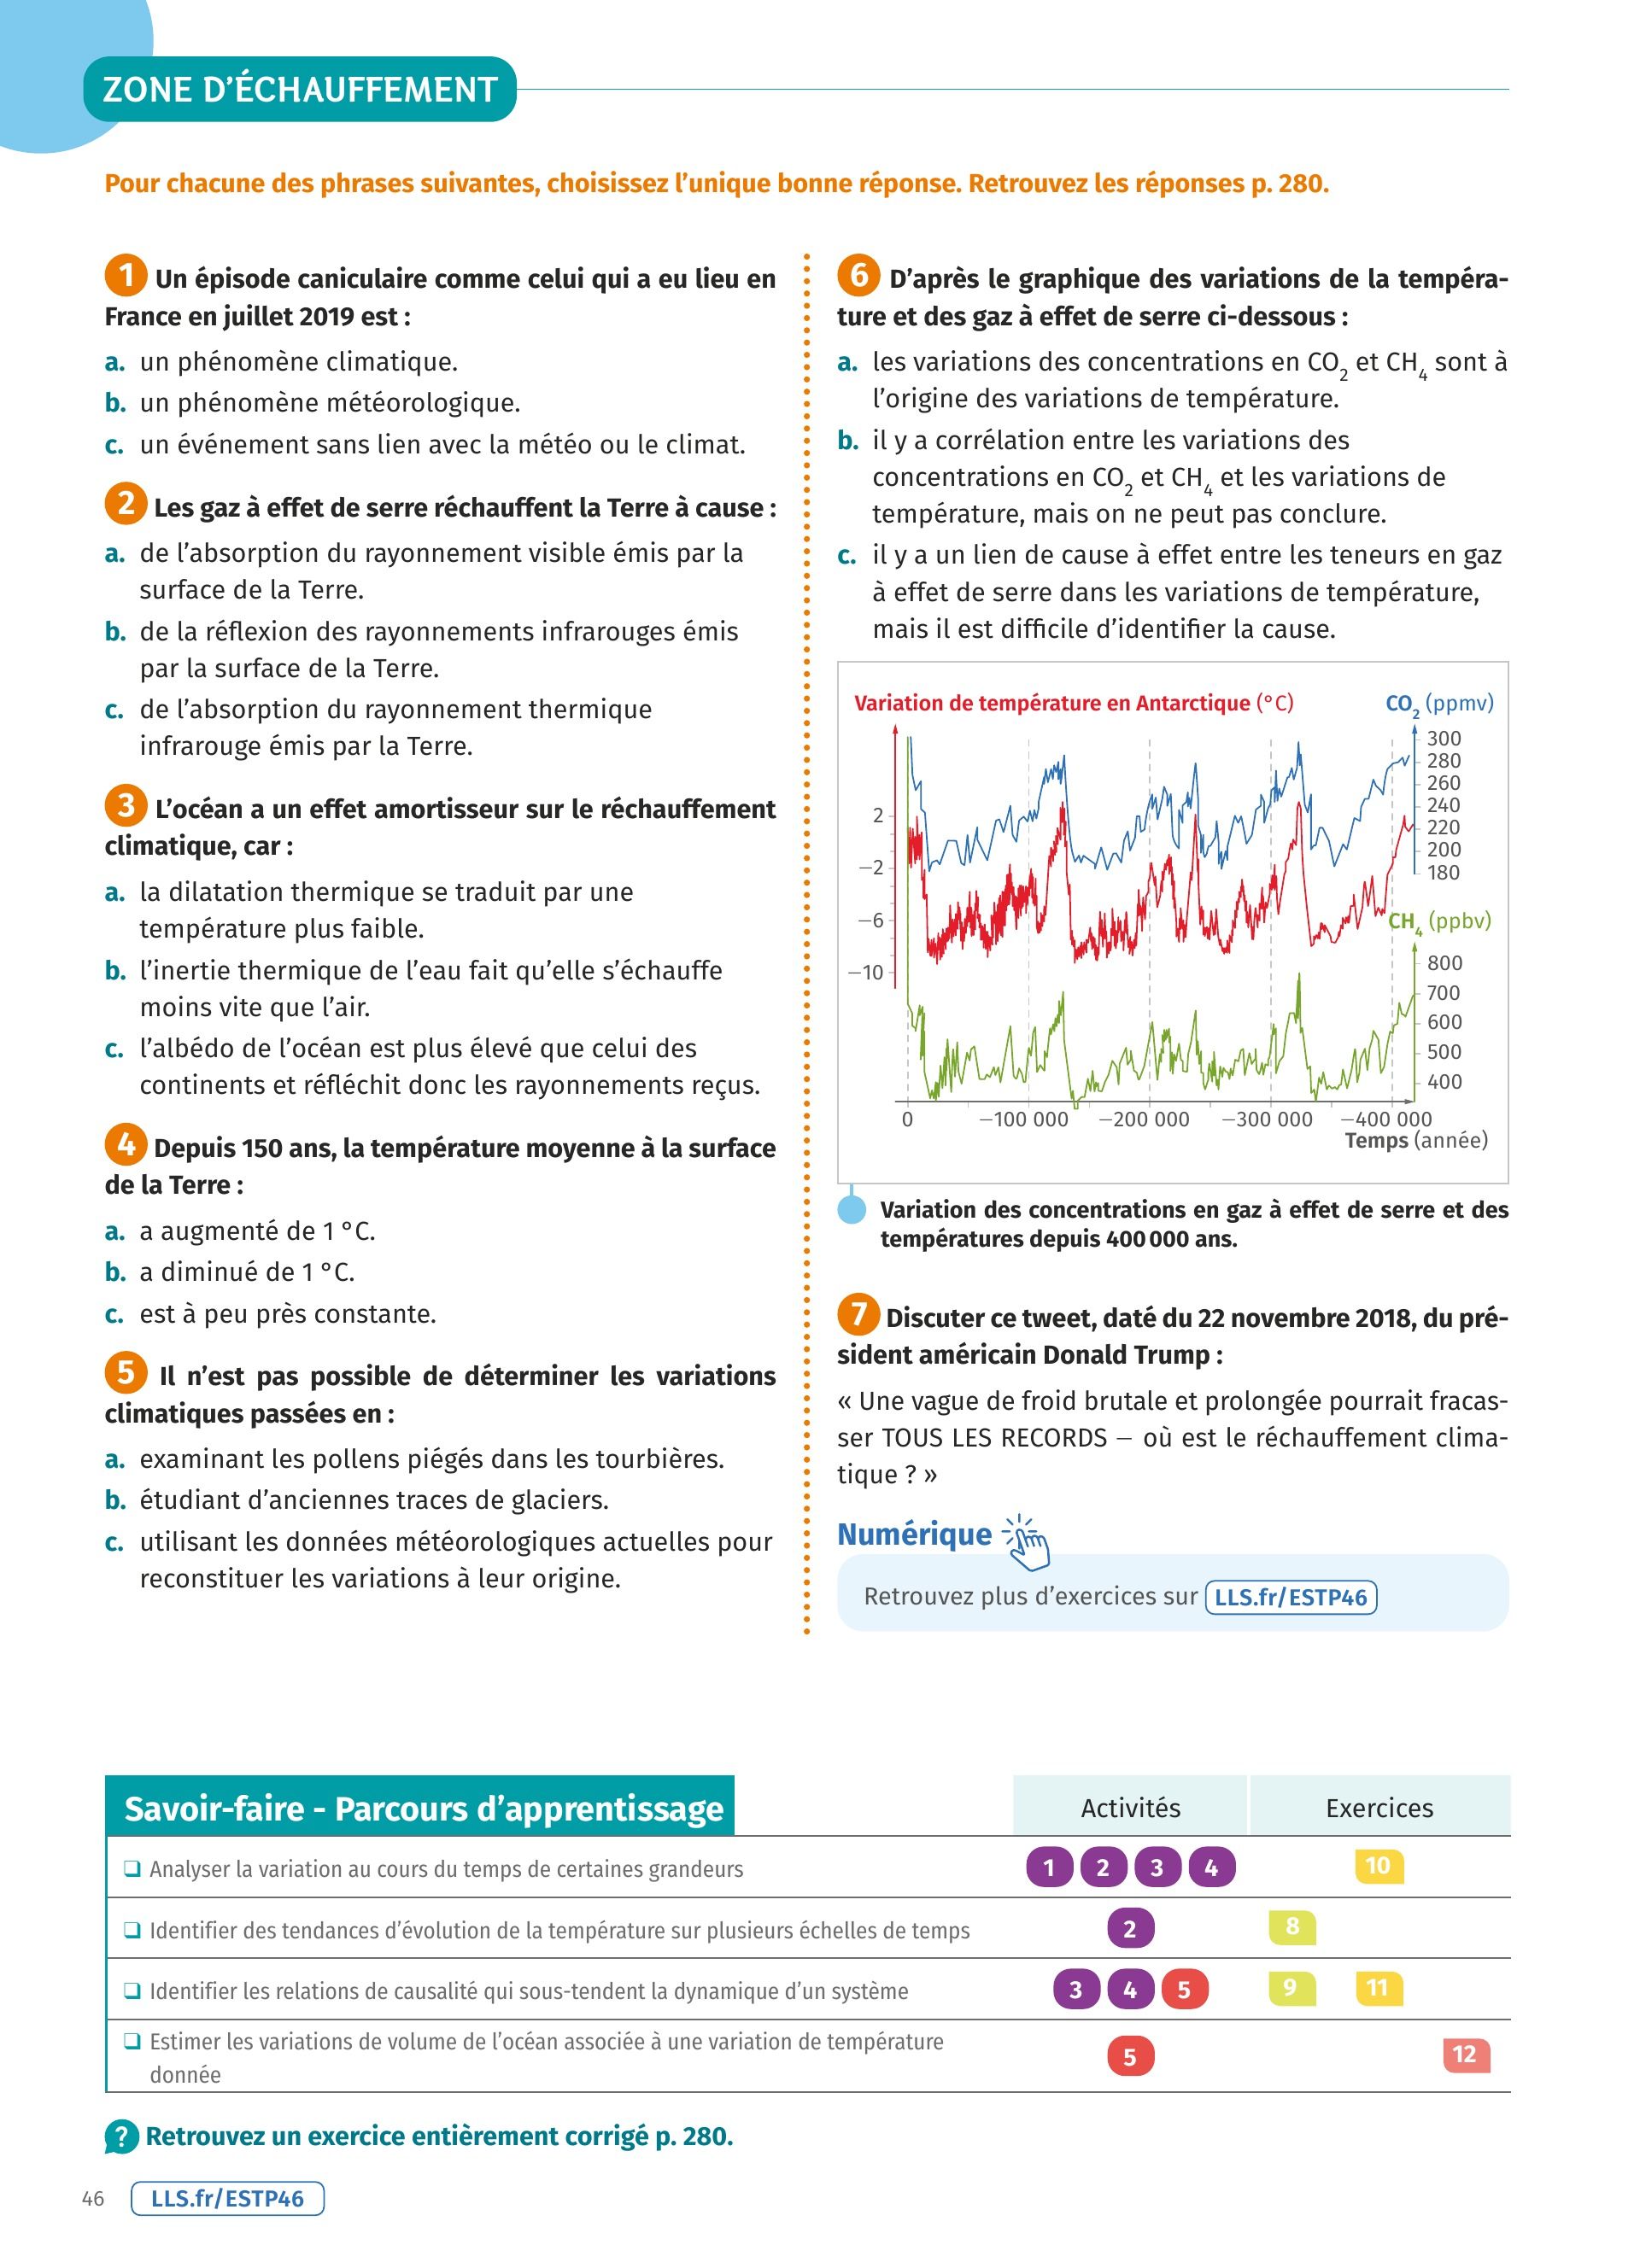 ZONE D’ÉCHAUFFEMENT
Pour chacune des phrases suivantes, choisissez l’unique bonne réponse. Retrouvez les réponses p. 280.
1 Un épisode caniculaire comme celui qui a eu lieu en
France en juillet 2019 est :
a. un phénomène climatique.
b. un phénomène météorologique.
c. un événement sans lien avec la météo ou le climat.
2 Les gaz à effet de serre réchauffent la Terre à cause :
a. de l’absorption du rayonnement visible émis par la
surface de la Terre.
b. de la réflexion des rayonnements infrarouges émis
par la surface de la Terre.
c. de l’absorption du rayonnement thermique
infrarouge émis par la Terre.
3 L’océan a un effet amortisseur sur le réchauffement
climatique, car :
a. la dilatation thermique se traduit par une
température plus faible.
b. l’inertie thermique de l’eau fait qu’elle s’échauffe
moins vite que l’air.
c. l’albédo de l’océan est plus élevé que celui des
continents et réfléchit donc les rayonnements reçus.
4 Depuis 150 ans, la température moyenne à la surface
de la Terre :
a. a augmenté de 1 °C.
b. a diminué de 1 °C.
c. est à peu près constante.
5 Il n’est pas possible de déterminer les variations
climatiques passées en :
a. examinant les pollens piégés dans les tourbières.
b. étudiant d’anciennes traces de glaciers.
c. utilisant les données météorologiques actuelles pour
reconstituer les variations à leur origine.
6 D’après le graphique des variations de la tempéra-
ture et des gaz à effet de serre ci-dessous :
a. les variations des concentrations en CO2 et CH4 sont à
l’origine des variations de température.
b. il y a corrélation entre les variations des
concentrations en CO2 et CH4 et les variations de
température, mais on ne peut pas conclure.
c. il y a un lien de cause à effet entre les teneurs en gaz
à effet de serre dans les variations de température,
mais il est difficile d’identifier la cause.
Variation de température en Antarctique (°C)
CO2 (ppmv)
300
280
260
240
220
200
180
2
−2
−6
−10
CH4 (ppbv)
800
700
600
500
400
0 −100 000 −200 000 −300 000 −400 000
Temps (année)
Variation des concentrations en gaz à effet de serre et des
températures depuis 400 000 ans.
7 Discuter ce tweet, daté du 22 novembre 2018, du pré-
sident américain Donald Trump :
« Une vague de froid brutale et prolongée pourrait fracas-
ser TOUS LES RECORDS – où est le réchauffement clima-
tique ? »
Numérique
Retrouvez plus d’exercices sur LLS.fr/ESTP46
Savoir-faire - Parcours d’apprentissage Activités Exercices
❑ Analyser la variation au cours du temps de certaines grandeurs 1 2 3 4 10
❑ Identifier des tendances d’évolution de la température sur plusieurs échelles de temps 2 8
❑ Identifier les relations de causalité qui sous-tendent la dynamique d’un système 3 4 5 9 11
❑ Estimer les variations de volume de l’océan associée à une variation de température
donnée 5 12
? Retrouvez un exercice entièrement corrigé p. 280.
46 LLS.fr/ESTP46